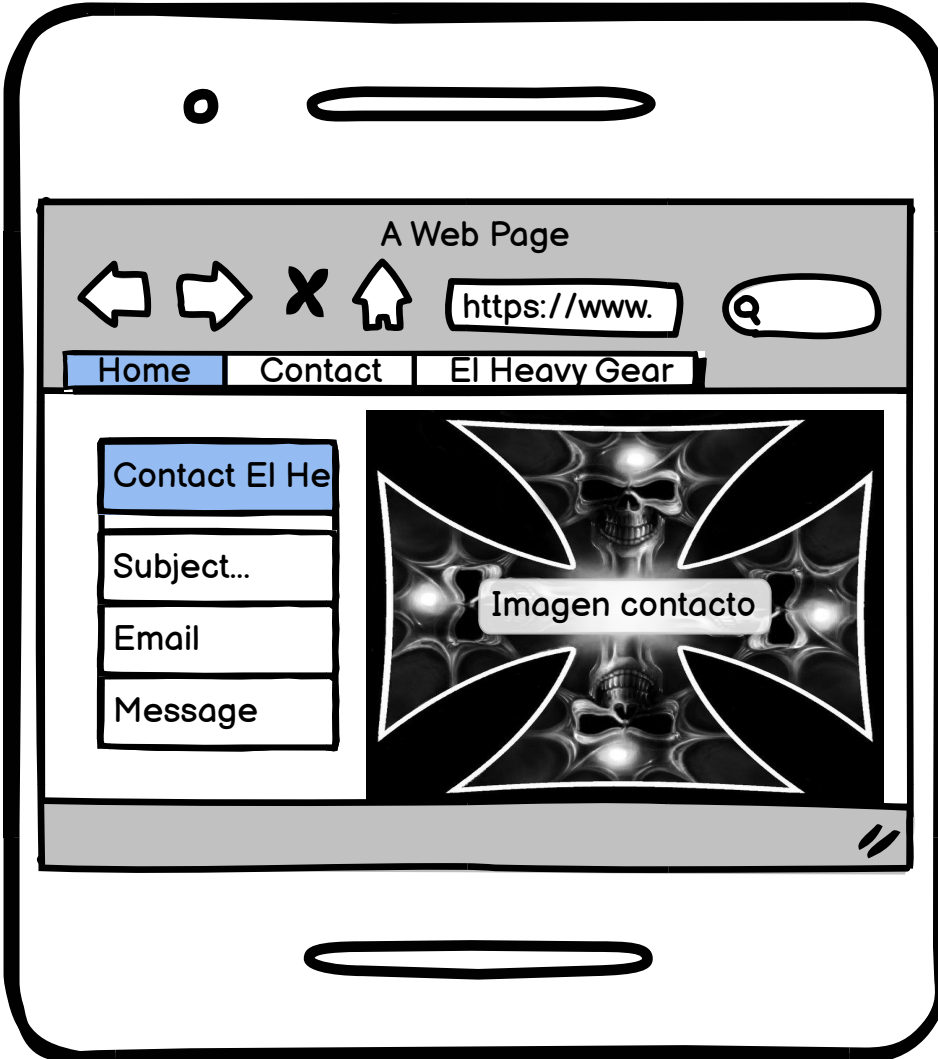 A Web Page
https://www.
Home Contact El Heavy Gear
Contact El He
Subject...
Email
Message
Imagen contacto